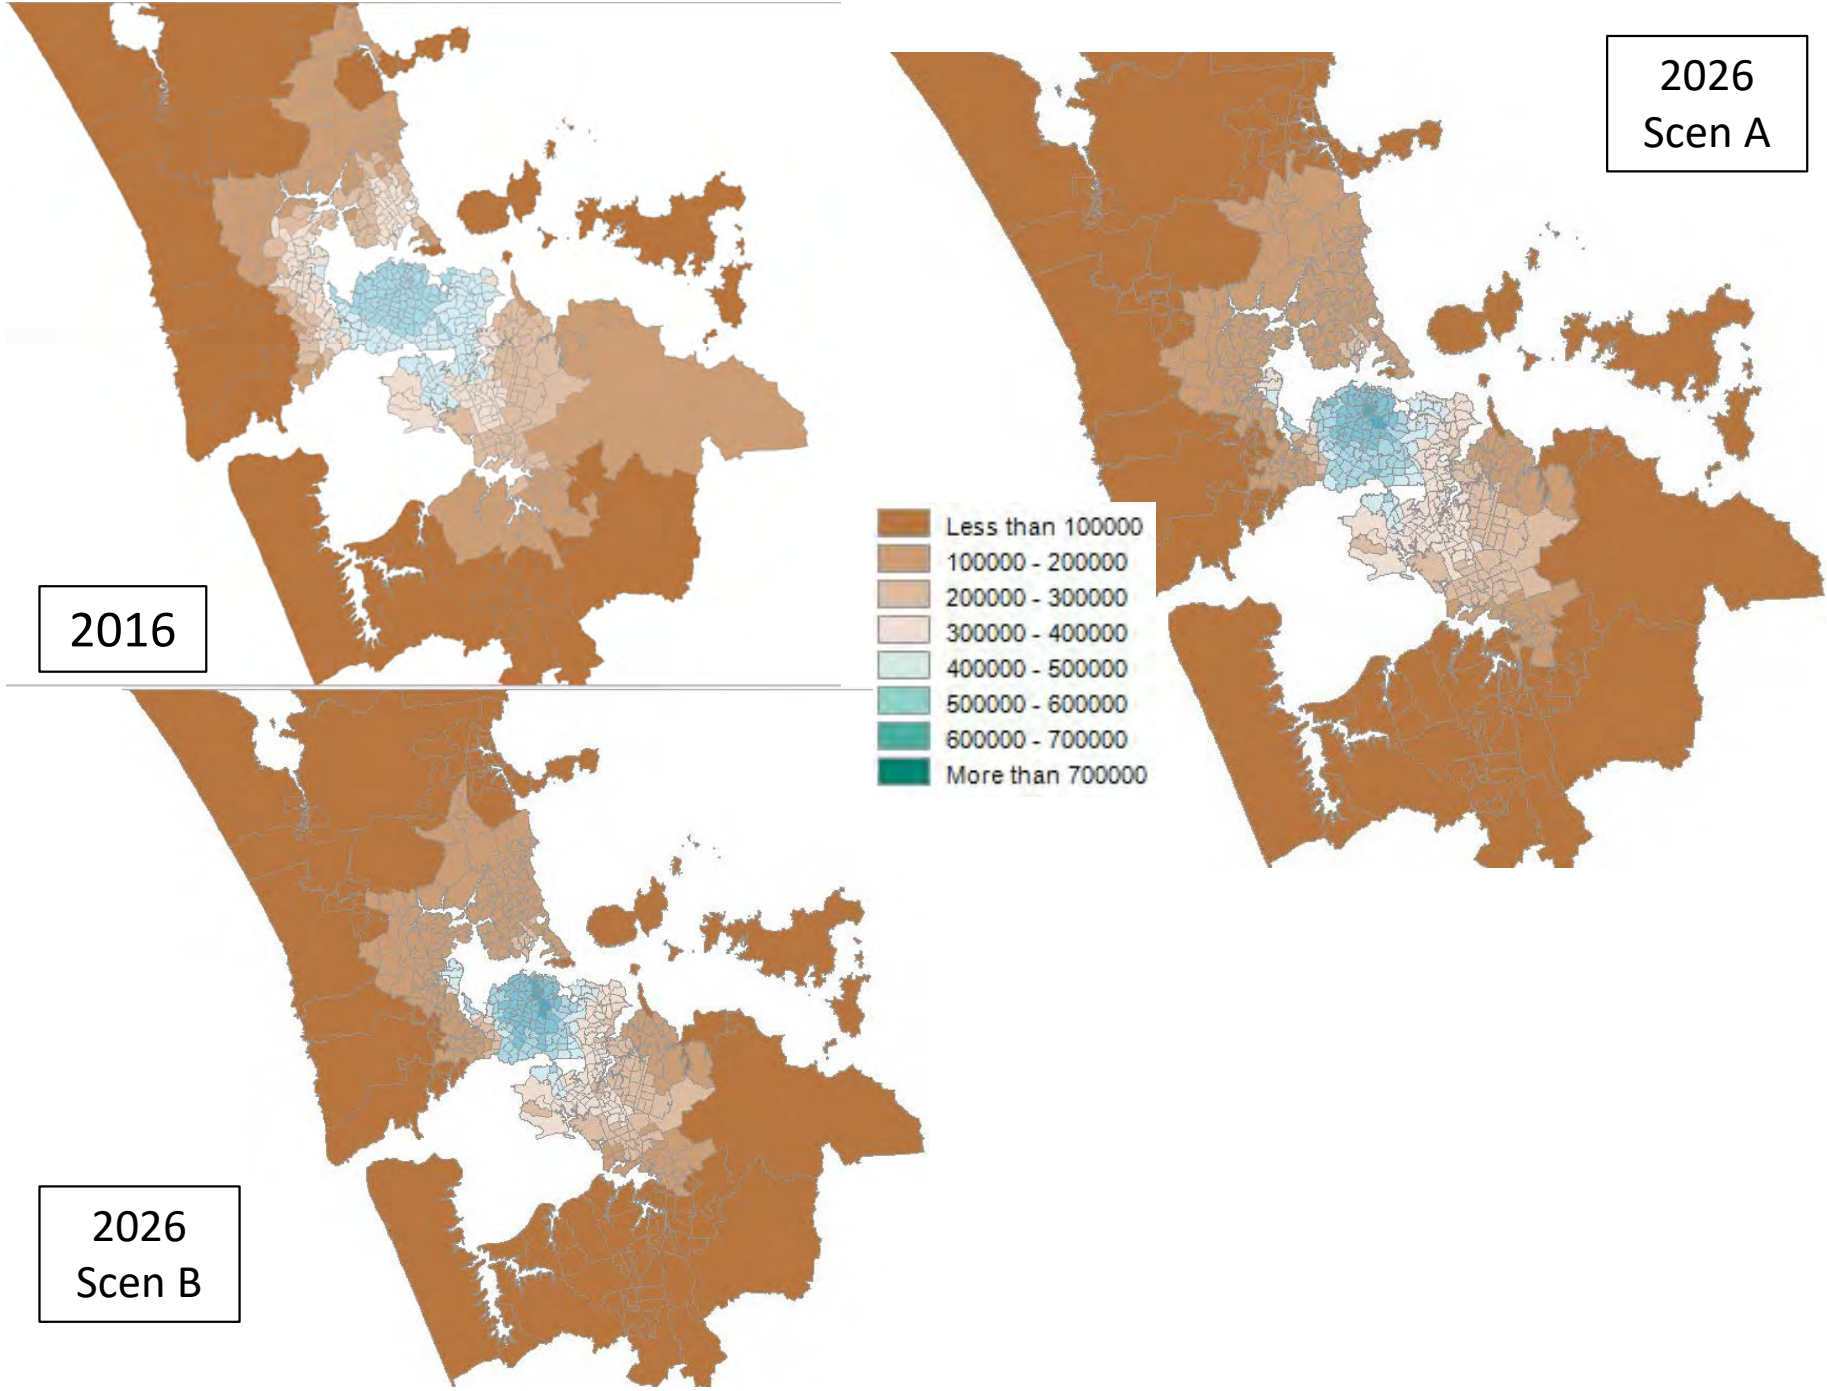 2016
2026
Scen A
Less than 100000
100000 - 200000
200000 - 300000
300000 - 400000
400000 - 500000
500000 - 600000
600000 - 700000
More than 700000
2026
Scen B